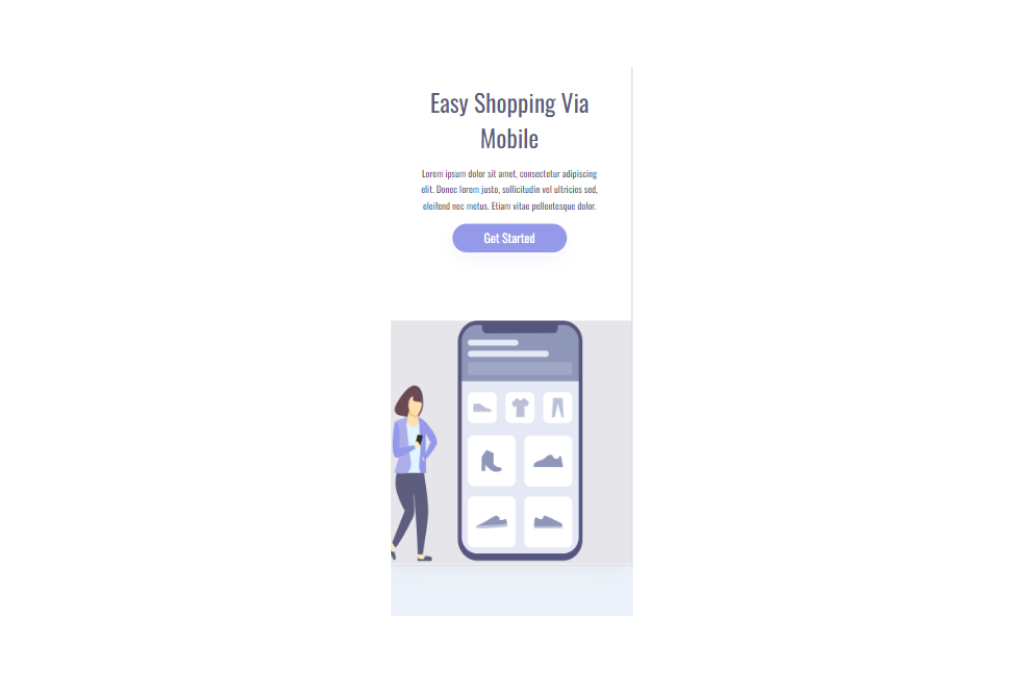 Easy Shopping Via
Mobile
Lorem ipsum dolor sit amet, consectetur adipiscing
elit. Donec lorem justo, sollicitudin vel ultricies sed,
eleifend nec metus. Etiam vitae pellentesque dolor.
Get Started